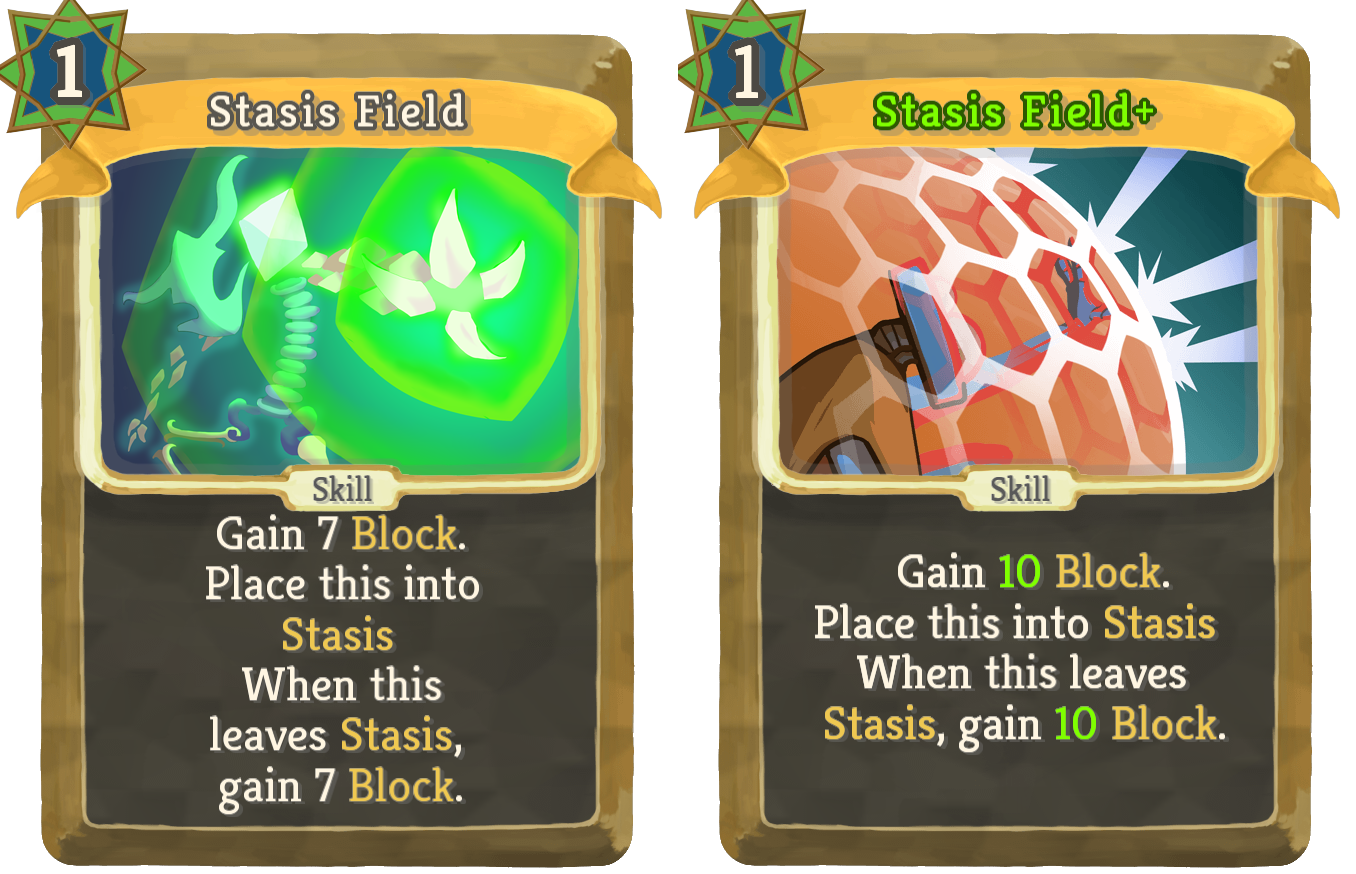 1
Stasis Field
Skill
Gain 7 Block.
Place this into
Stasis
When this
leaves Stasis,
gain 7 Block.
1
Stasis Field+
Skill
Gain 10 Block.
Place this into Stasis
When this leaves
Stasis, gain 10 Block.